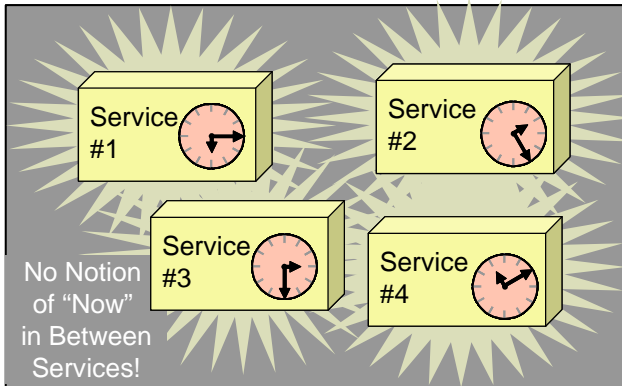 Service
#1
Service
#2
Service
#3
Service
#4
No Notion
of “Now”
in Between
Services!